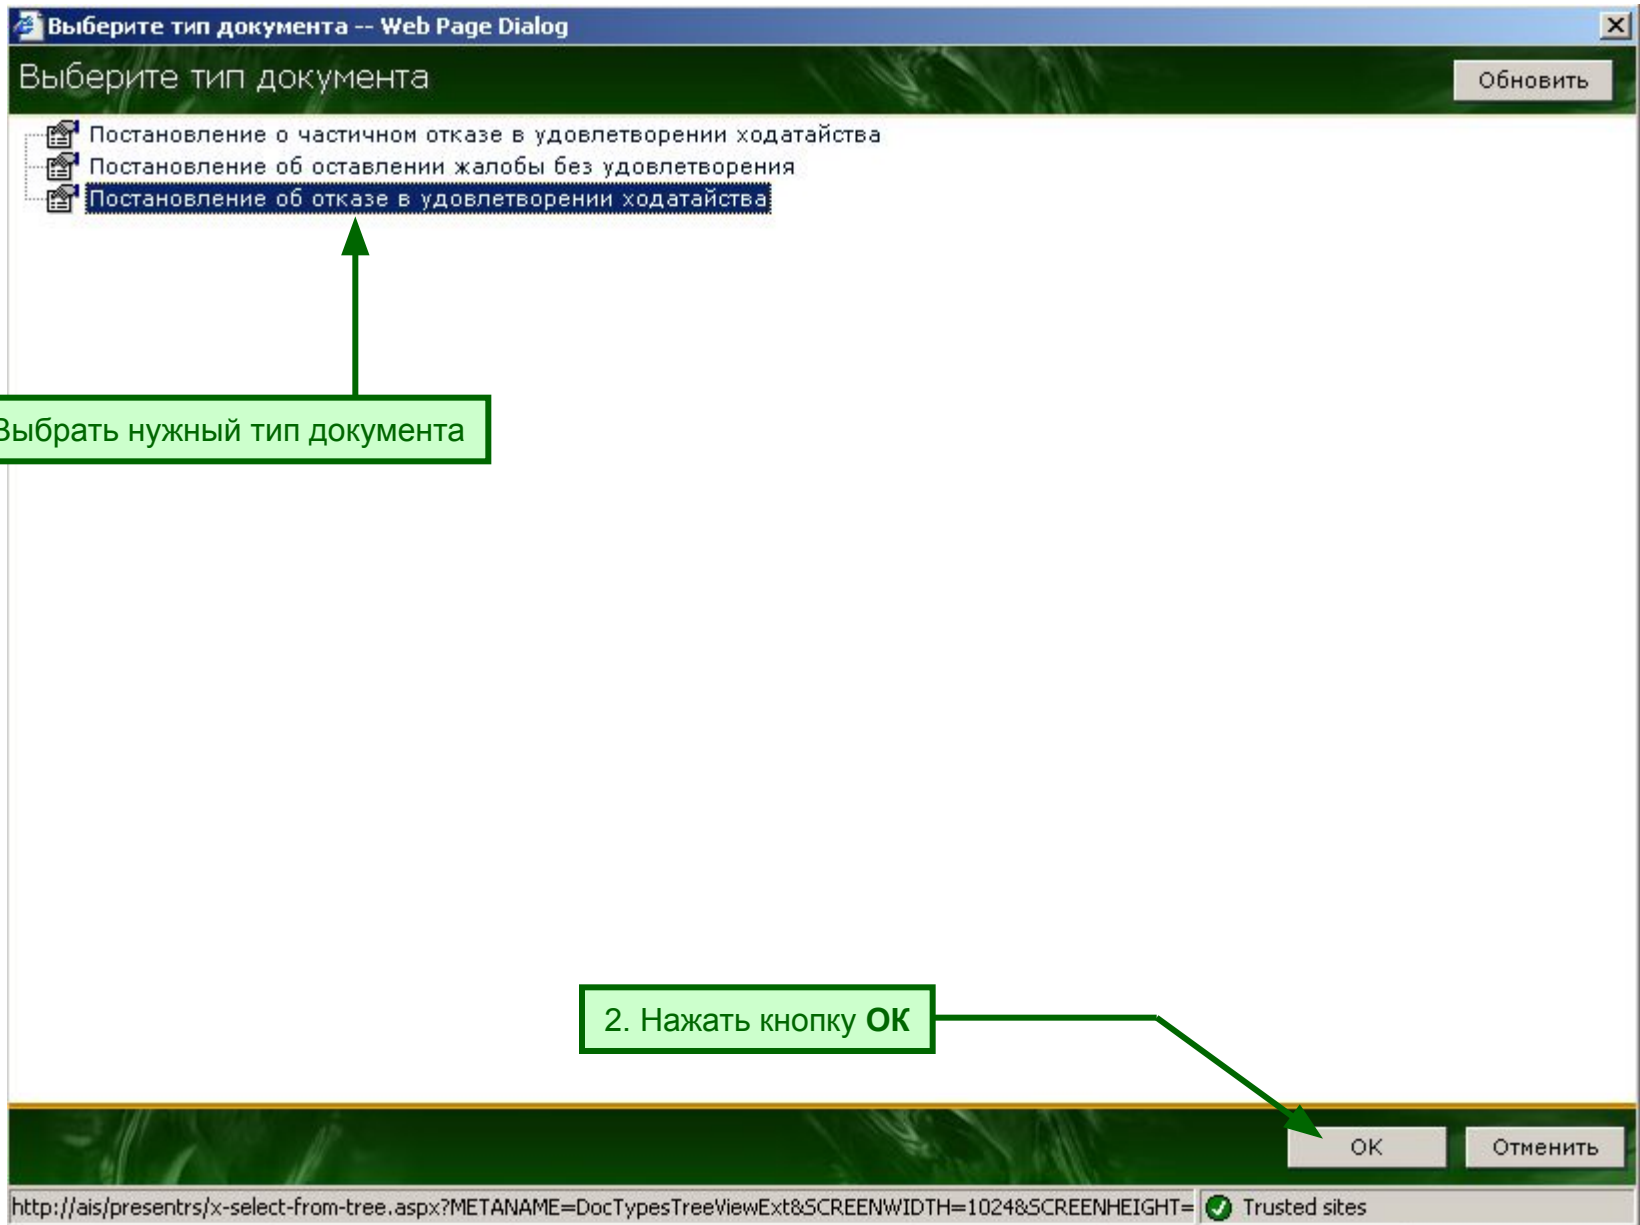 Выберите тип документа -- Web Page Dialog
Выберите тип документа
Обновить
Постановление о частичном отказе в удовлетворении ходатайства
Постановление об оставлении жалобы без удовлетворения
Постановление об отказе в удовлетворении ходатайства
Выбрать нужный тип документа
2. Нажать кнопку ОК
ОК
Отменить
http://ais/presentrs/x-select-from-tree.aspx?METANAME=DocTypesTreeViewExt&SCREENWIDTH=1024&SCREENHEIGHT=
Trusted sites